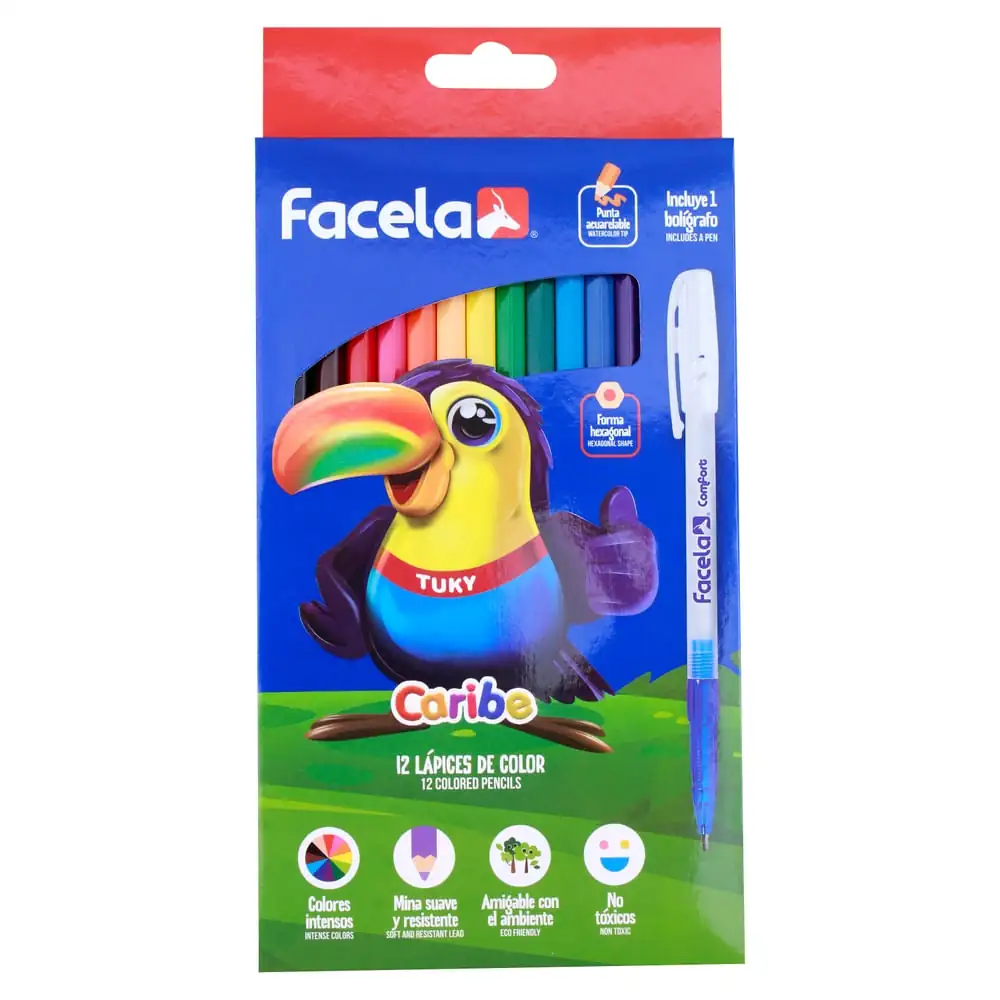 Facela
®
Punta
acuarelable
WATERCOLOR TIP
Incluye 1
bolígrafo
INCLUDES A PEN
Forma
hexagonal
HEXAGONAL SHAPE
Facela Comfort
TUKY
Caribe
12 LÁPICES DE COLOR
12 COLORED PENCILS
Colores
intensos
INTENSE COLORS
Mina suave
y resistente
SOFT AND RESISTANT LEAD
Amigable con
el ambiente
ECO FRIENDLY
No
tóxicos
NON TOXIC